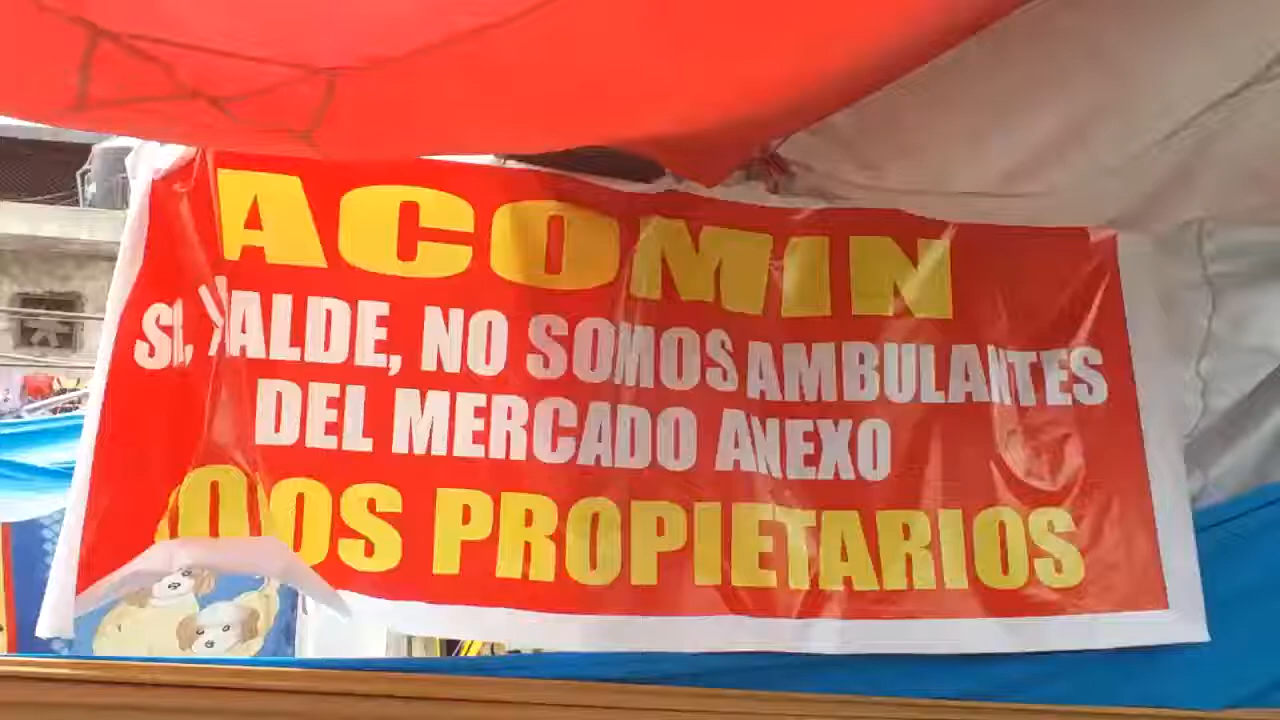 ACOMIN
ALDE, NO SOMOS AMBULANTES
DEL MERCADO ANEXO
OS PROPIETARIOS